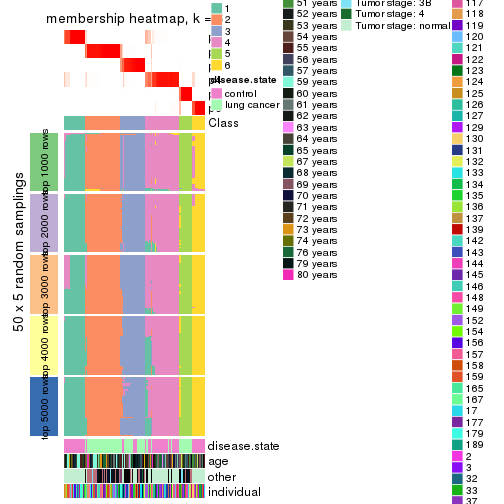 membership heatmap, k =
1
2
3
4
5
6
disease.state
control
lung cancer
Class
50 x 5 random samplings
top 1000 rows
top 2000 rows
top 3000 rows
top 4000 rows
top 5000 rows
disease.state
age
other
individual
51 years
52 years
53 years
54 years
55 years
56 years
57 years
59 years
60 years
61 years
62 years
63 years
64 years
65 years
67 years
68 years
69 years
70 years
71 years
72 years
73 years
74 years
76 years
79 years
80 years
Tumor stage: 3B
Tumor stage: 4
Tumor stage: normal
117
118
119
120
121
122
123
124
125
126
127
129
130
131
132
133
134
135
136
137
139
142
143
144
145
146
148
149
152
154
156
157
158
159
165
167
17
177
179
189
2
3
32
33
37